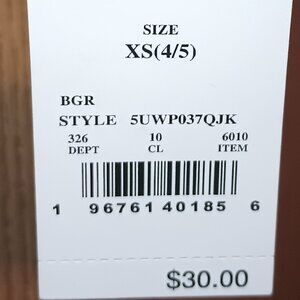 SIZE
XS(4/5)
BGR
STYLE 5UWP037QJK
326 10 6010
DEPT CL ITEM
1 96761 40185 6
$30.00